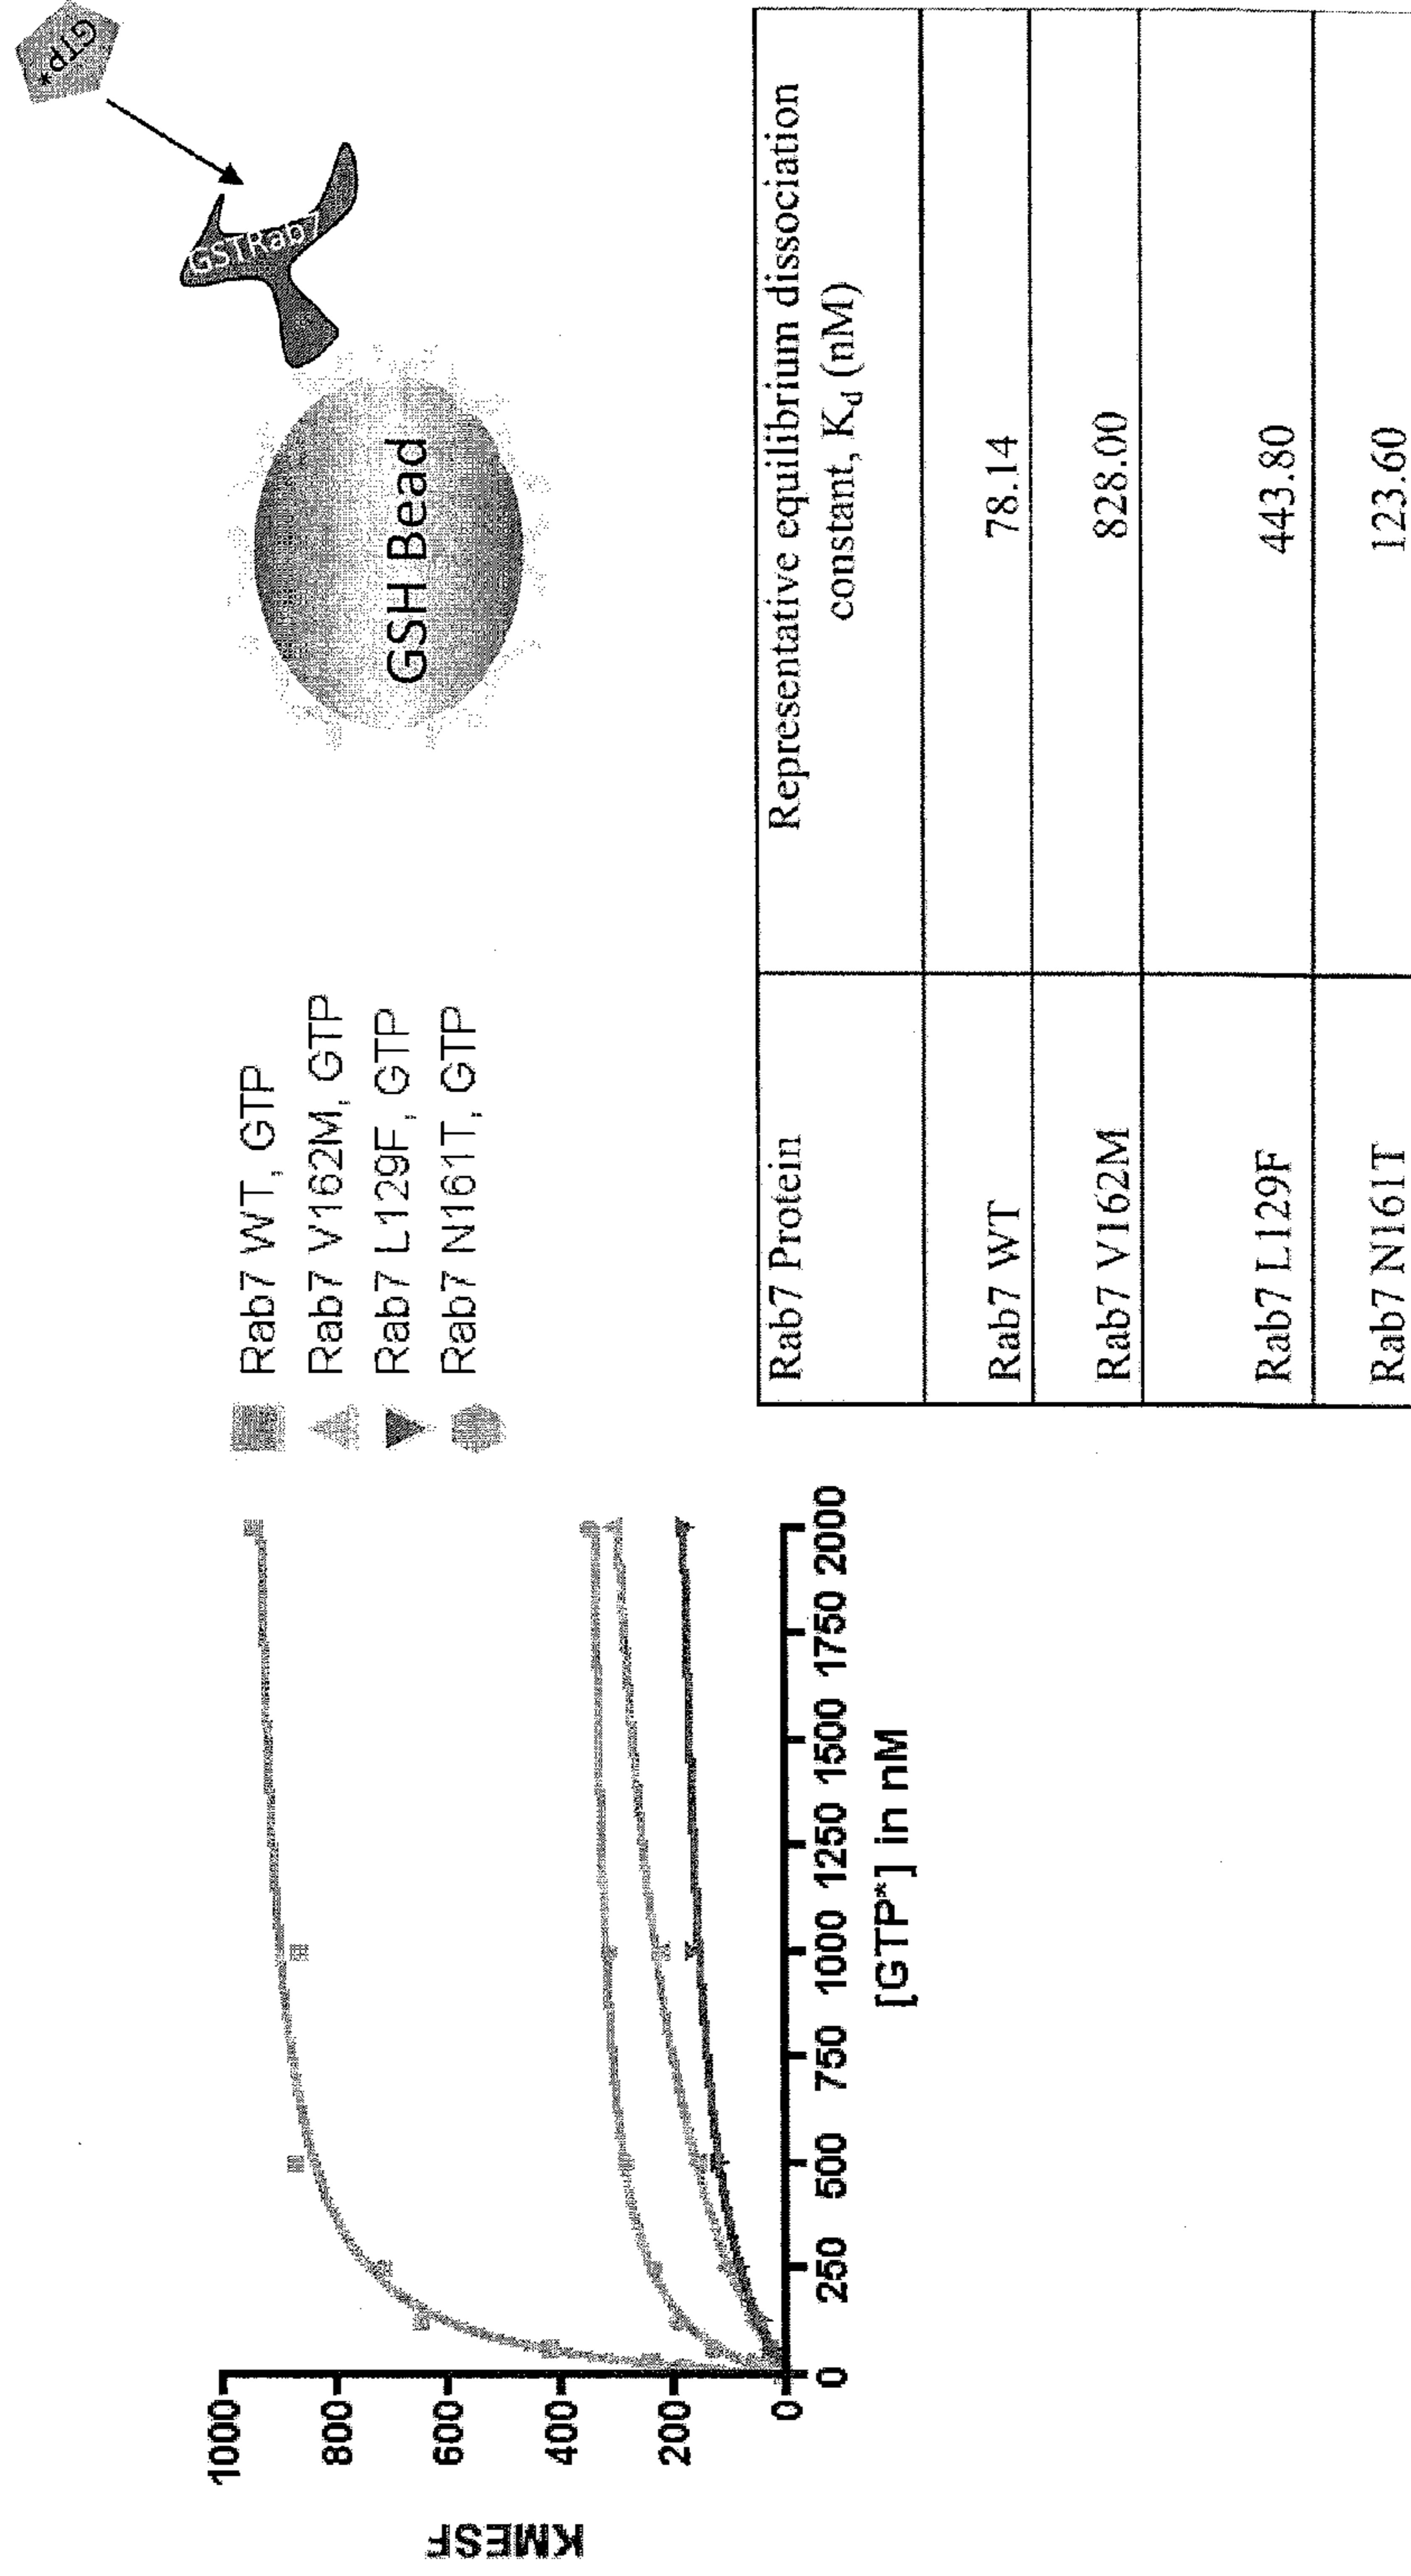 KMESF
1000
800
600
400
200
0
0 250 500 750 1000 1250 1500 1750 2000
[GTP*] in nM
Rab7 WT, GTP
Rab7 V162M, GTP
Rab7 L129F, GTP
Rab7 N161T, GTP
GSH Bead
GSTRab7
GTP*
Rab7 Protein
Representative equilibrium dissociation
constant, Kd (nM)
Rab7 WT 78.14
Rab7 V162M 828.00
Rab7 L129F 443.80
Rab7 N161T 123.60